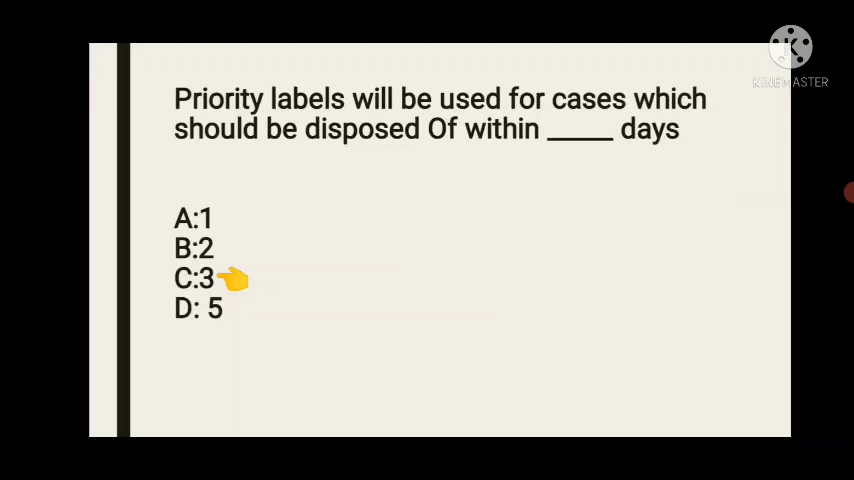 Priority labels will be used for cases which
should be disposed Of within _____ days
A:1
B:2
C:3👈
D: 5
KINEMASTER